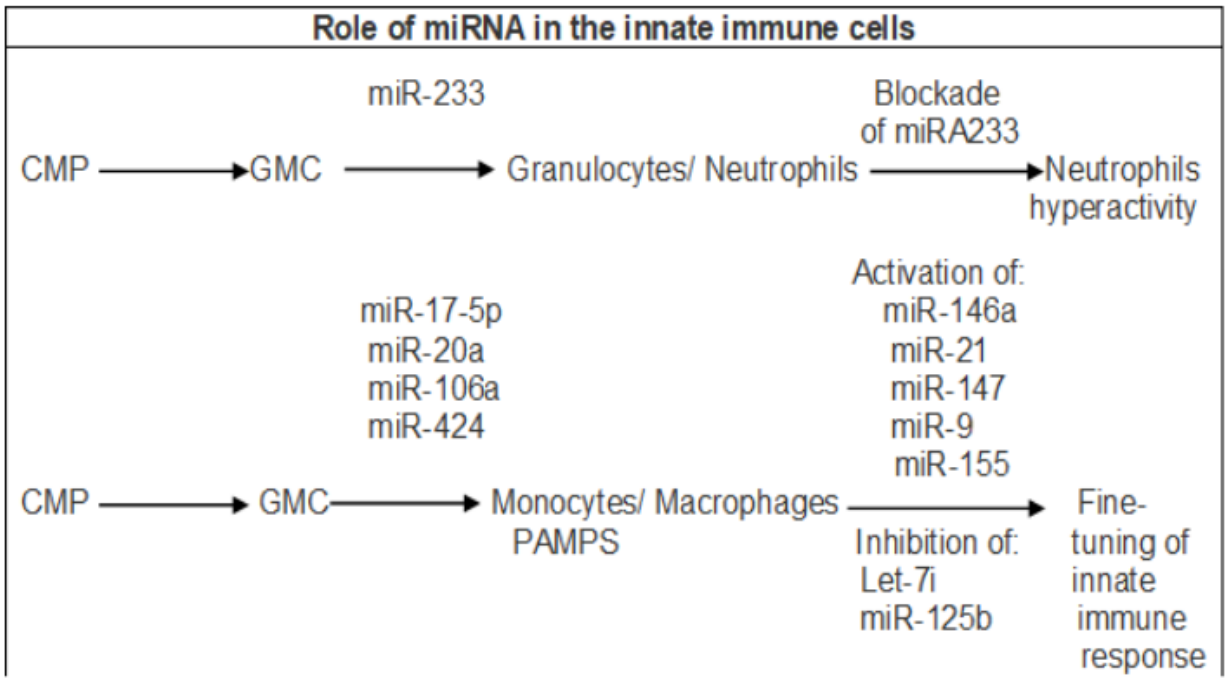 Role of miRNA in the innate immune cells
miR-233
Blockade
of miRA233
CMP GMC Granulocytes/ Neutrophils Neutrophils
hyperactivity
Activation of:
miR-17-5p miR-146a
miR-20a miR-21
miR-106a miR-147
miR-424 miR-9
miR-155
CMP GMC Monocytes/ Macrophages Fine-
PAMPS Inhibition of: tuning of
Let-7i innate
miR-125b immune
response